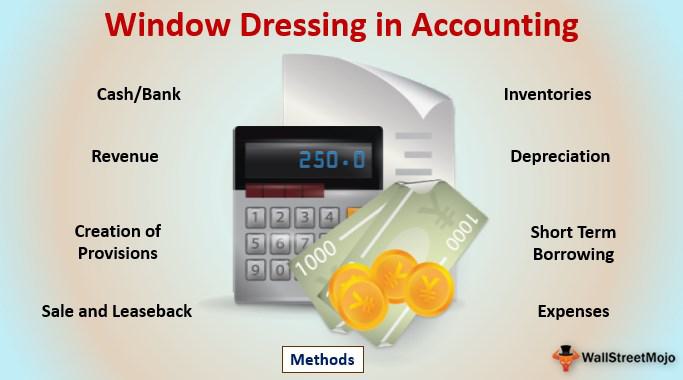 Window Dressing in Accounting
Cash/Bank
Inventories
Revenue
Depreciation
250.0
1 2 3 4
5 6 7
9 0
1000
1000
Creation of
Provisions
Short Term
Borrowing
Sale and Leaseback
Expenses
Methods
WallStreetMojo